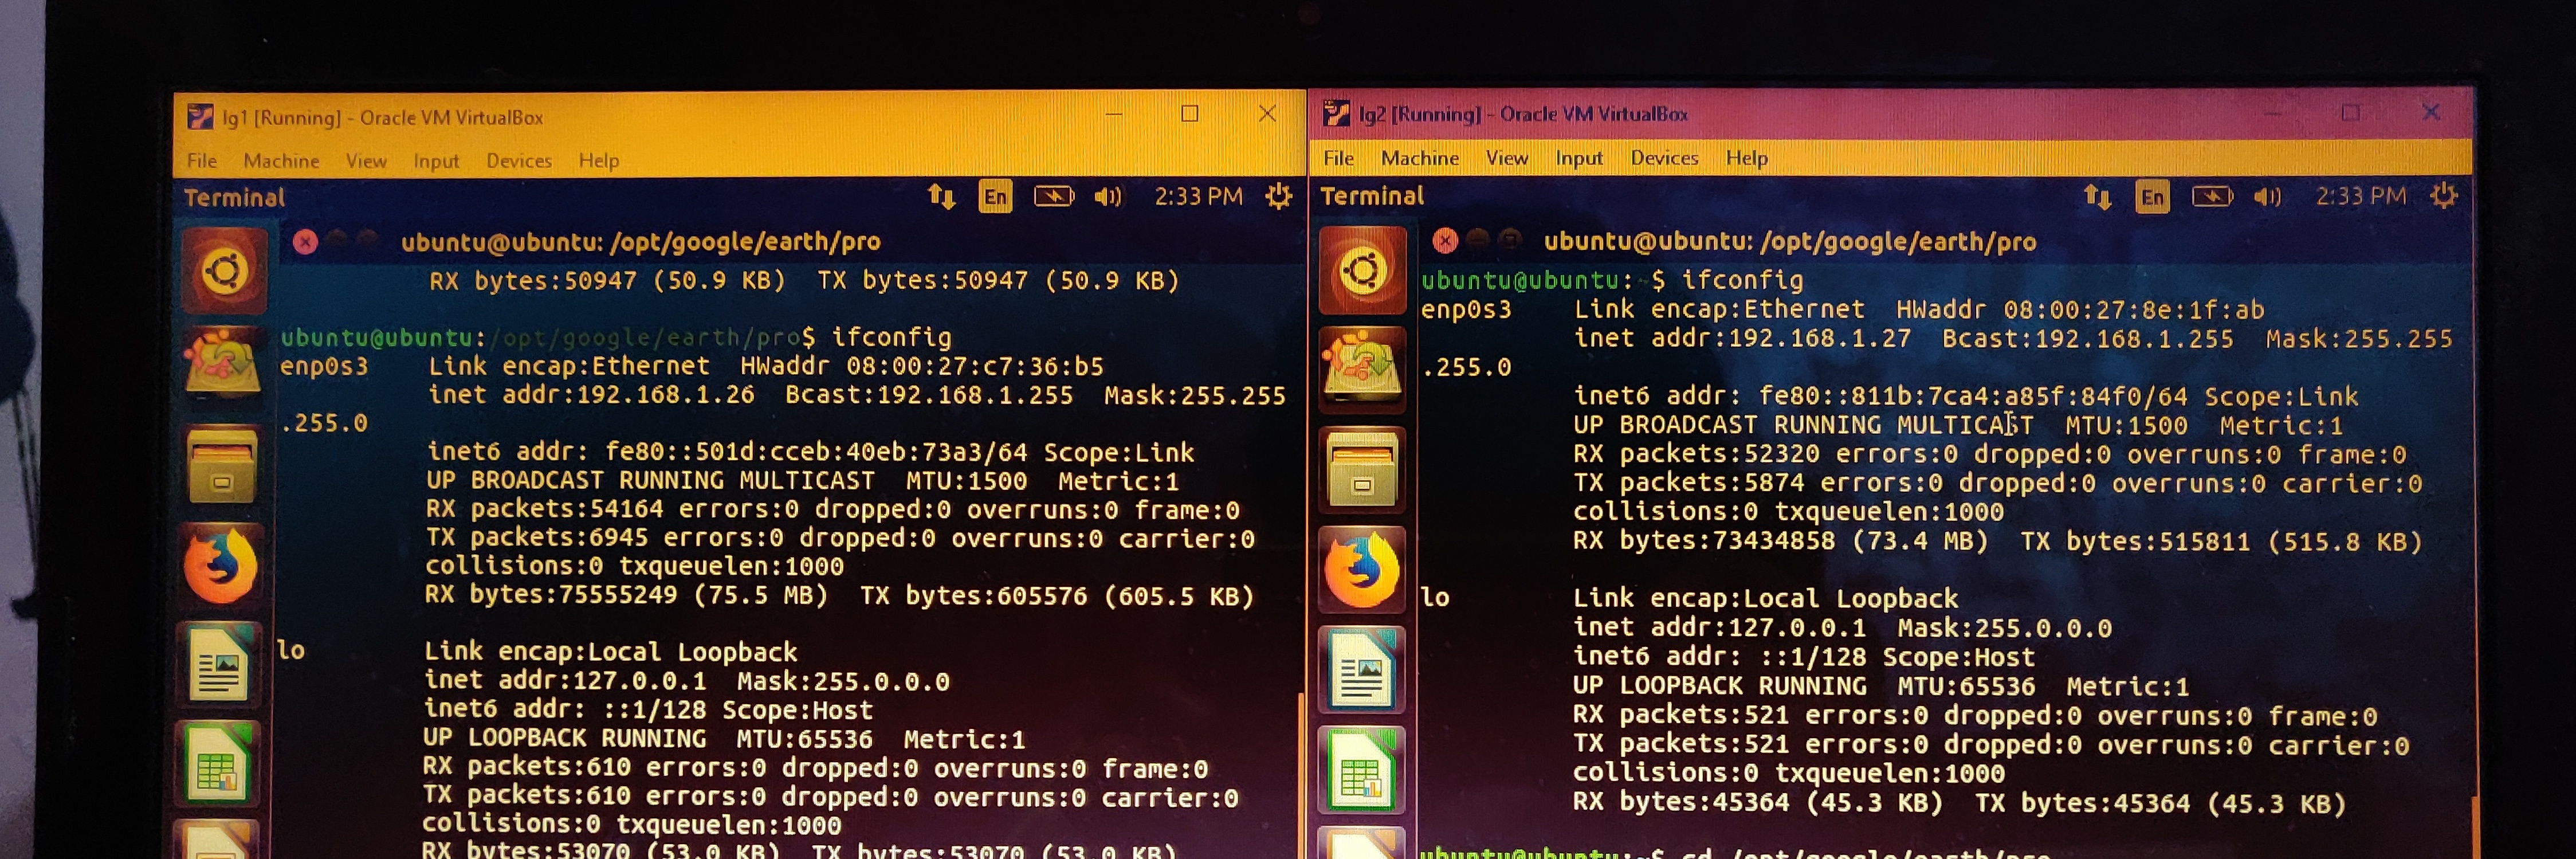 lg1 [Running] - Oracle VM VirtualBox
File Machine View Input Devices Help
Terminal En 2:33 PM
ubuntu@ubuntu: /opt/google/earth/pro
RX bytes:50947 (50.9 KB) TX bytes:50947 (50.9 KB)
ubuntu@ubuntu:/opt/google/earth/pro$ ifconfig
enp0s3 Link encap:Ethernet HWaddr 08:00:27:c7:36:b5
inet addr:192.168.1.26 Bcast:192.168.1.255 Mask:255.255
.255.0
inet6 addr: fe80::501d:cceb:40eb:73a3/64 Scope:Link
UP BROADCAST RUNNING MULTICAST MTU:1500 Metric:1
RX packets:54164 errors:0 dropped:0 overruns:0 frame:0
TX packets:6945 errors:0 dropped:0 overruns:0 carrier:0
collisions:0 txqueuelen:1000
RX bytes:75555249 (75.5 MB) TX bytes:605576 (605.5 KB)
lo Link encap:Local Loopback
inet addr:127.0.0.1 Mask:255.0.0.0
inet6 addr: ::1/128 Scope:Host
UP LOOPBACK RUNNING MTU:65536 Metric:1
RX packets:610 errors:0 dropped:0 overruns:0 frame:0
TX packets:610 errors:0 dropped:0 overruns:0 carrier:0
collisions:0 txqueuelen:1000
RX bytes:53070 (53.0 KB) TX bytes:53070 (53.0 KB)
lg2 [Running] - Oracle VM VirtualBox
File Machine View Input Devices Help
Terminal En 2:33 PM
ubuntu@ubuntu: /opt/google/earth/pro
ubuntu@ubuntu:~$ ifconfig
enp0s3 Link encap:Ethernet HWaddr 08:00:27:8e:1f:ab
inet addr:192.168.1.27 Bcast:192.168.1.255 Mask:255.255
.255.0
inet6 addr: fe80::811b:7ca4:a85f:84f0/64 Scope:Link
UP BROADCAST RUNNING MULTICAST MTU:1500 Metric:1
RX packets:52320 errors:0 dropped:0 overruns:0 frame:0
TX packets:5874 errors:0 dropped:0 overruns:0 carrier:0
collisions:0 txqueuelen:1000
RX bytes:73434858 (73.4 MB) TX bytes:515811 (515.8 KB)
lo Link encap:Local Loopback
inet addr:127.0.0.1 Mask:255.0.0.0
inet6 addr: ::1/128 Scope:Host
UP LOOPBACK RUNNING MTU:65536 Metric:1
RX packets:521 errors:0 dropped:0 overruns:0 frame:0
TX packets:521 errors:0 dropped:0 overruns:0 carrier:0
collisions:0 txqueuelen:1000
RX bytes:45364 (45.3 KB) TX bytes:45364 (45.3 KB)
ubuntu@ubuntu:~$ cd /opt/google/earth/pro